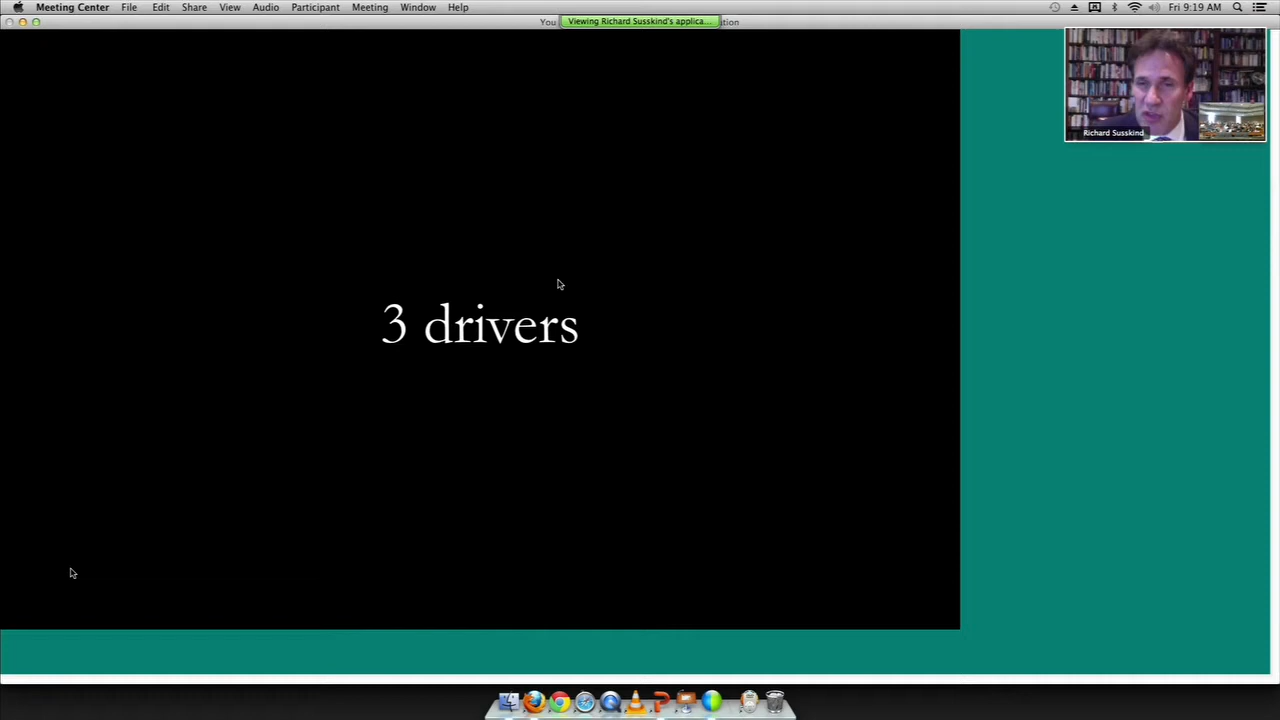 Meeting Center File Edit Share View Audio Participant Meeting Window Help Fri 9:19 AM
You Viewing Richard Susskind's applica... ution
Richard Susskind
3 drivers